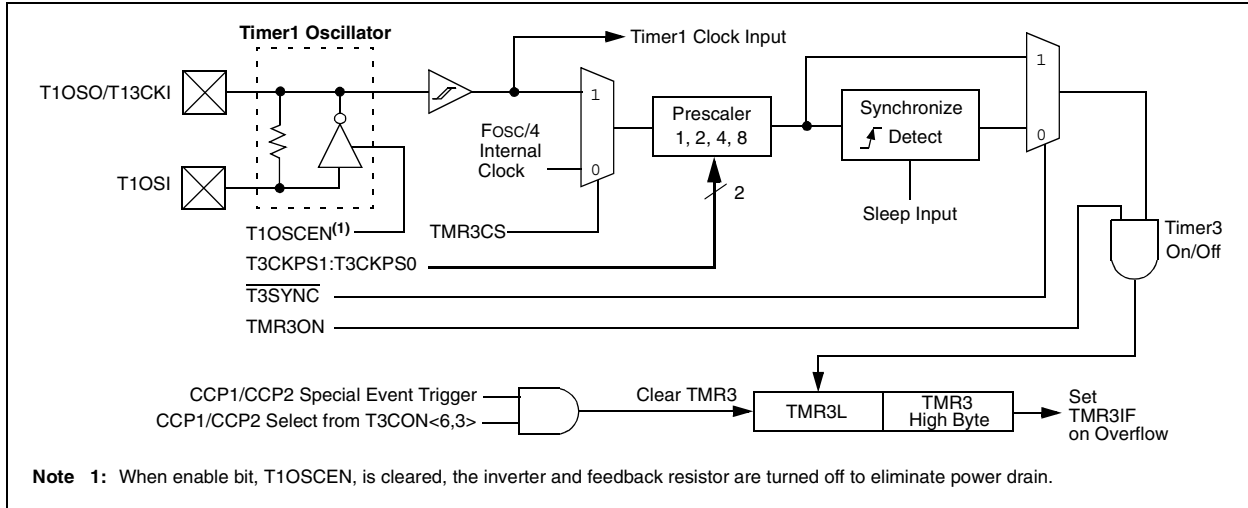 Timer1 Oscillator
Timer1 Clock Input
T1OSO/T13CKI
T1OSI
1
0
FOSC/4
Internal
Clock
Prescaler
1, 2, 4, 8
2
Synchronize
Detect
Sleep Input
1
0
T1OSCEN(1)
TMR3CS
T3CKPS1:T3CKPS0
T3SYNC
TMR3ON
Timer3
On/Off
CCP1/CCP2 Special Event Trigger
CCP1/CCP2 Select from T3CON<6,3>
Clear TMR3
TMR3L
TMR3
High Byte
Set
TMR3IF
on Overflow
Note 1: When enable bit, T1OSCEN, is cleared, the inverter and feedback resistor are turned off to eliminate power drain.